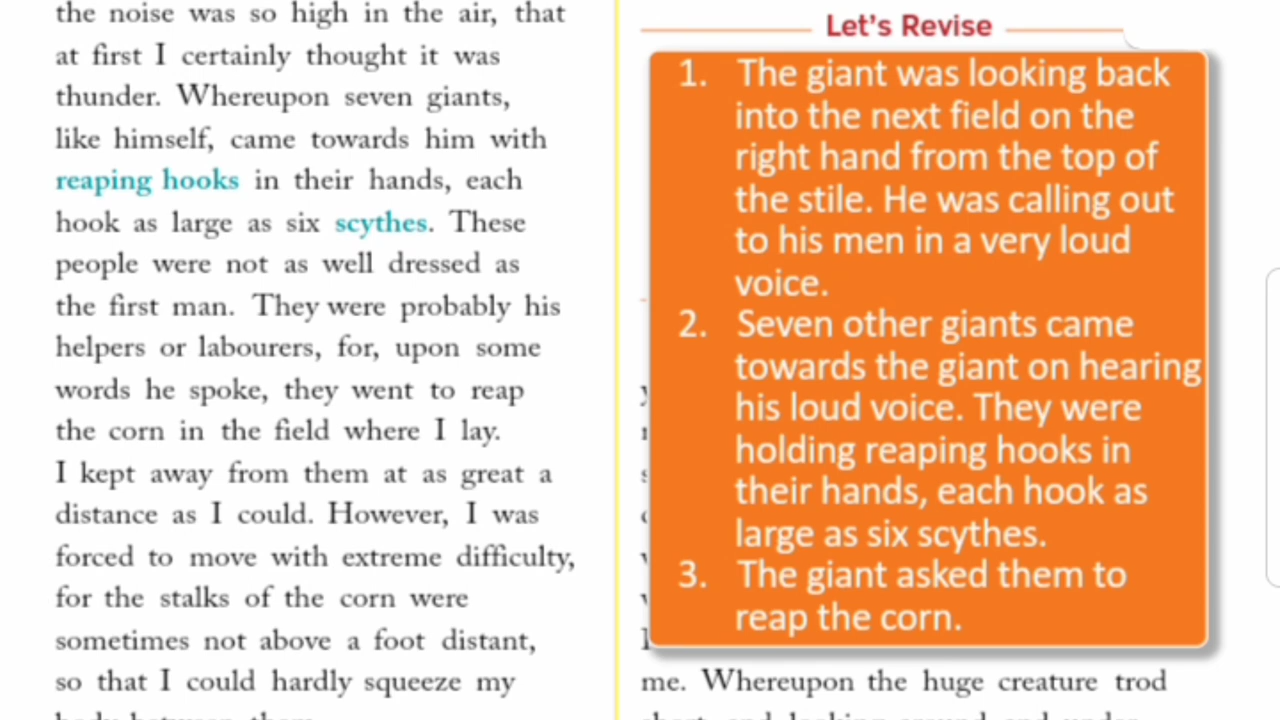 the noise was so high in the air, that
at first I certainly thought it was
thunder. Whereupon seven giants,
like himself, came towards him with
reaping hooks in their hands, each
hook as large as six scythes. These
people were not as well dressed as
the first man. They were probably his
helpers or labourers, for, upon some
words he spoke, they went to reap
the corn in the field where I lay.
I kept away from them at as great a
distance as I could. However, I was
forced to move with extreme difficulty,
for the stalks of the corn were
sometimes not above a foot distant,
so that I could hardly squeeze my
body between them
Let's Revise
1. The giant was looking back
into the next field on the
right hand from the top of
the stile. He was calling out
to his men in a very loud
voice.
2. Seven other giants came
towards the giant on hearing
his loud voice. They were
holding reaping hooks in
their hands, each hook as
large as six scythes.
3. The giant asked them to
reap the corn.
me. Whereupon the huge creature trod
short, and looking around and under